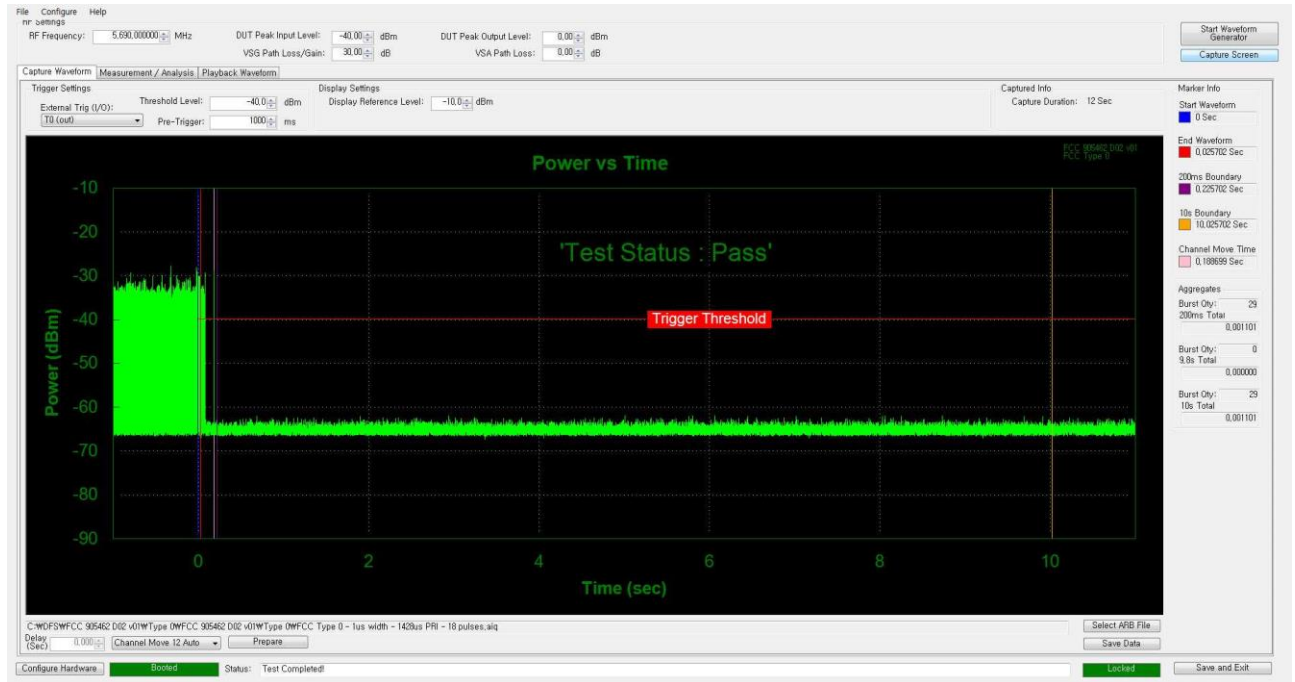 File Configure Help
RF Settings
RF Frequency: 5,690,000000 MHz DUT Peak Input Level: -40,00 dBm DUT Peak Output Level: 0,00 dBm
VSG Path Loss/Gain: 30,00 dB VSA Path Loss: 0,00 dB
Start Waveform Generator
Capture Screen
Capture Waveform Measurement / Analysis Playback Waveform
Trigger Settings
External Trig (I/O): Threshold Level: -40,0 dBm
T0 (out) Pre-Trigger: 1000 ms
Display Settings
Display Reference Level: -10,0 dBm
Captured Info
Capture Duration: 12 Sec
Marker Info
Start Waveform
0 Sec
End Waveform
0,025702 Sec
200ms Boundary
0,225702 Sec
10s Boundary
10,025702 Sec
Channel Move Time
0,188699 Sec
Aggregates
Burst Qty: 29
200ms Total
0,001101
Burst Qty: 0
9,8s Total
0,000000
Burst Qty: 29
10s Total
0,001101
FCC 905462 D02 v01
FCC Type 0
Power vs Time
'Test Status : Pass'
Trigger Threshold
Power (dBm)
-10
-20
-30
-40
-50
-60
-70
-80
-90
0 2 4 6 8 10
Time (sec)
C:₩DFS₩FCC 905462 D02 v01₩Type 0₩FCC 905462 D02 v01₩Type 0₩FCC Type 0 - 1us width - 1428us PRI - 18 pulses,aiq
Select ARB File
Delay (Sec) 0,000 Channel Move 12 Auto Prepare
Save Data
Configure Hardware Booted Status: Test Completed! Locked Save and Exit